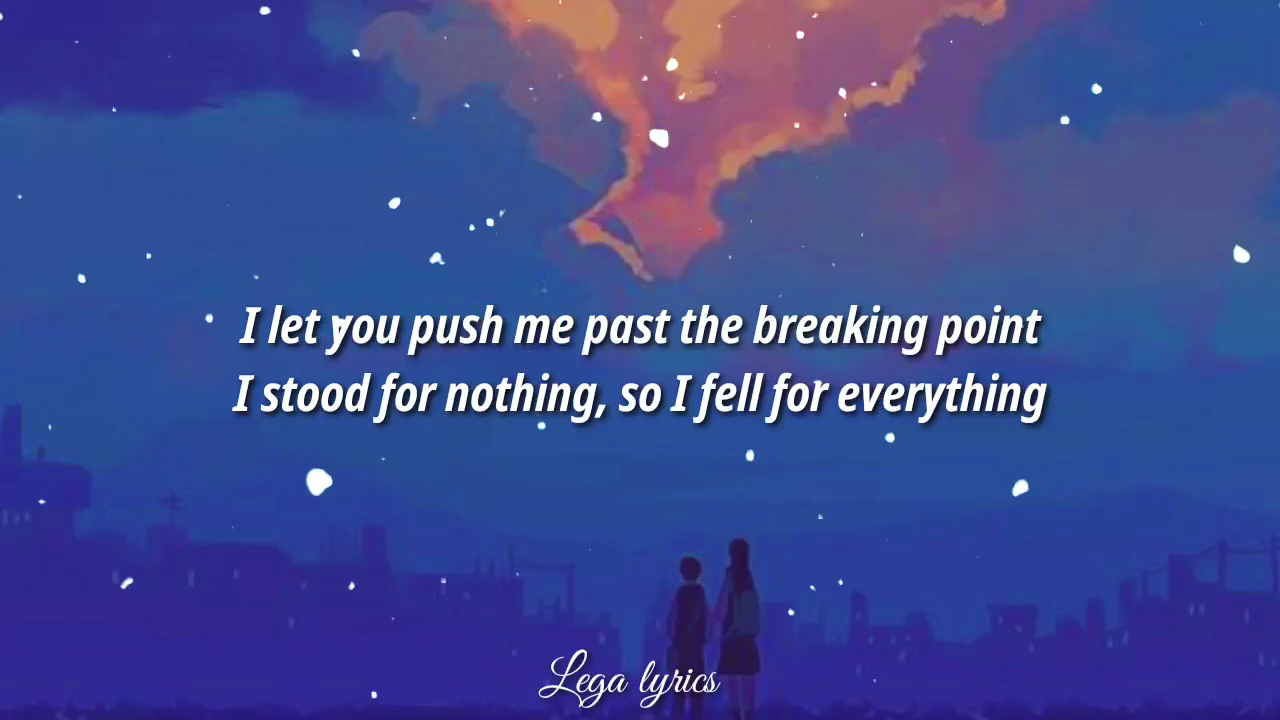 I let you push me past the breaking point
I stood for nothing, so I fell for everything
Lega lyrics